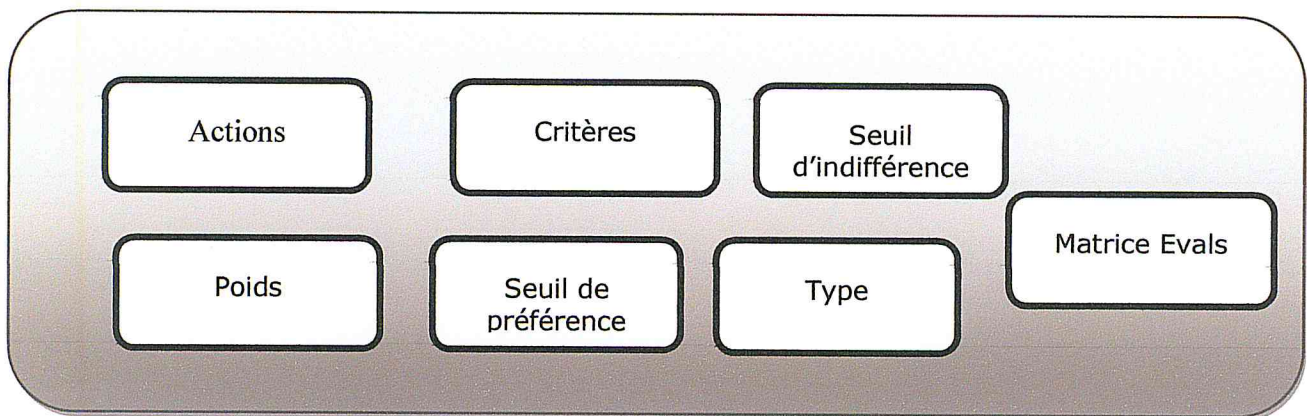 Actions
Critères
Seuil
d'indifférence
Matrice Evals
Poids
Seuil de
préférence
Type